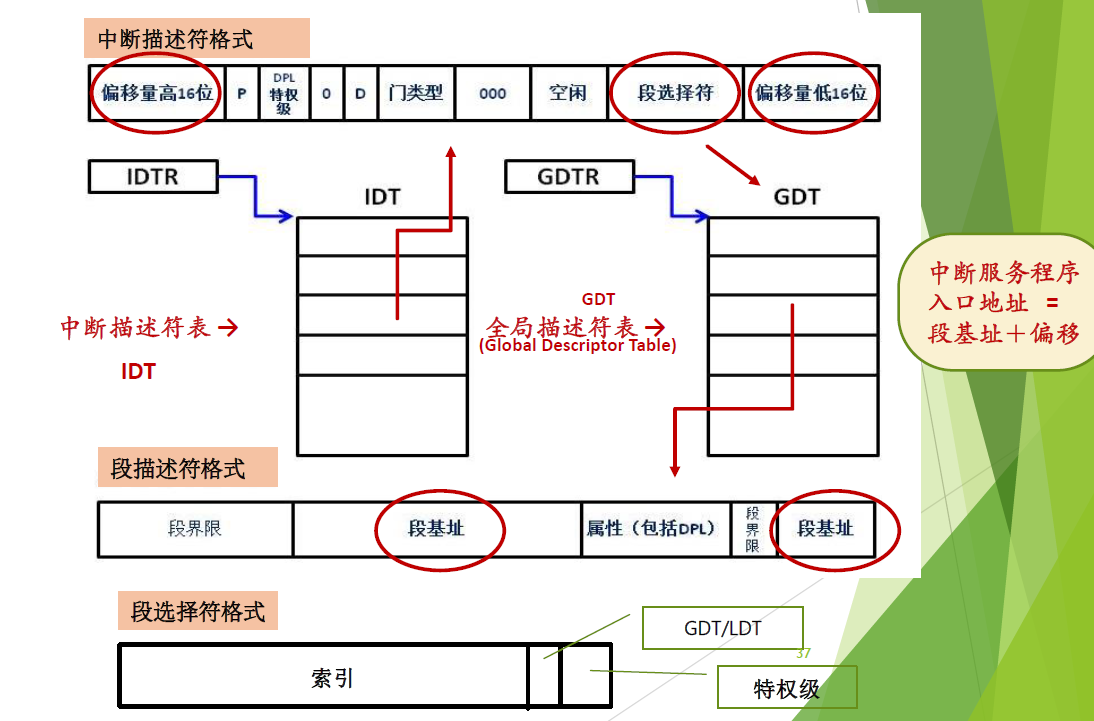 中断描述符格式
偏移量高16位 P DPL 特权级 0 D 门类型 000 空闲 段选择符 偏移量低16位
IDTR
GDTR
IDT
GDT
中断描述符表→
IDT
GDT
全局描述符表→
(Global Descriptor Table)
中断服务程序
入口地址 =
段基址+偏移
段描述符格式
段界限 段基址 属性（包括DPL） 段界限 段基址
段选择符格式
GDT/LDT
37
索引
特权级